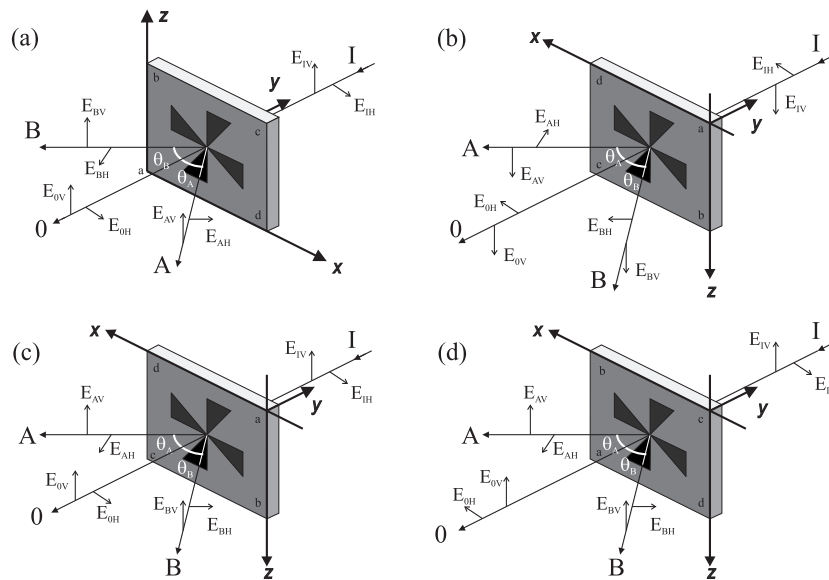 (a)
z
E_IV
I
b
y
E_IH
c
E_BV
B
E_BH
θ_B
a
θ_A
E_0V
E_AV
d
0
E_0H
E_AH
A
x
(b)
x
I
E_IH
d
E_IV
a
y
E_AH
A
c
θ_A
E_AV
θ_B
E_0H
b
0
E_BH
E_0V
E_BV
B
z
(c)
x
E_IV
I
d
y
E_IH
a
E_AV
A
θ_A
E_AH
c
θ_B
E_0V
E_BV
b
0
E_0H
E_BH
B
z
(d)
x
E_IV
I
b
y
c
E_AV
A
θ_A
E_AH
a
θ_B
E_0H
E_0V
E_BV
d
0
E_BH
B
z